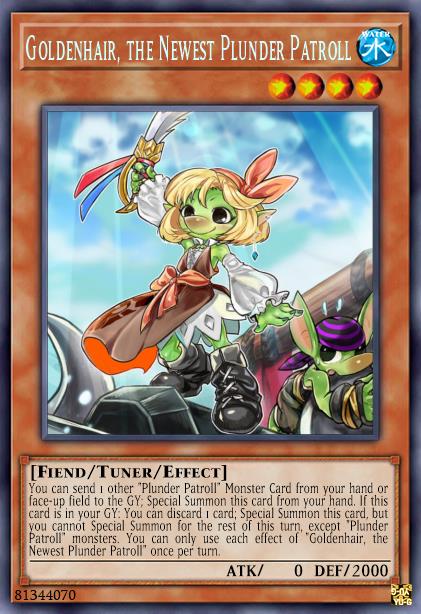 GOLDENHAIR, THE NEWEST PLUNDER PATROLL
WATER
水
[FIEND/TUNER/EFFECT]
You can send 1 other "Plunder Patroll" Monster Card from your hand or
face-up field to the GY; Special Summon this card from your hand. If this
card is in your GY: You can discard 1 card; Special Summon this card, but
you cannot Special Summon for the rest of this turn, except "Plunder
Patroll" monsters. You can only use each effect of "Goldenhair, the
Newest Plunder Patroll" once per turn.
ATK/ 0 DEF/2000
81344070